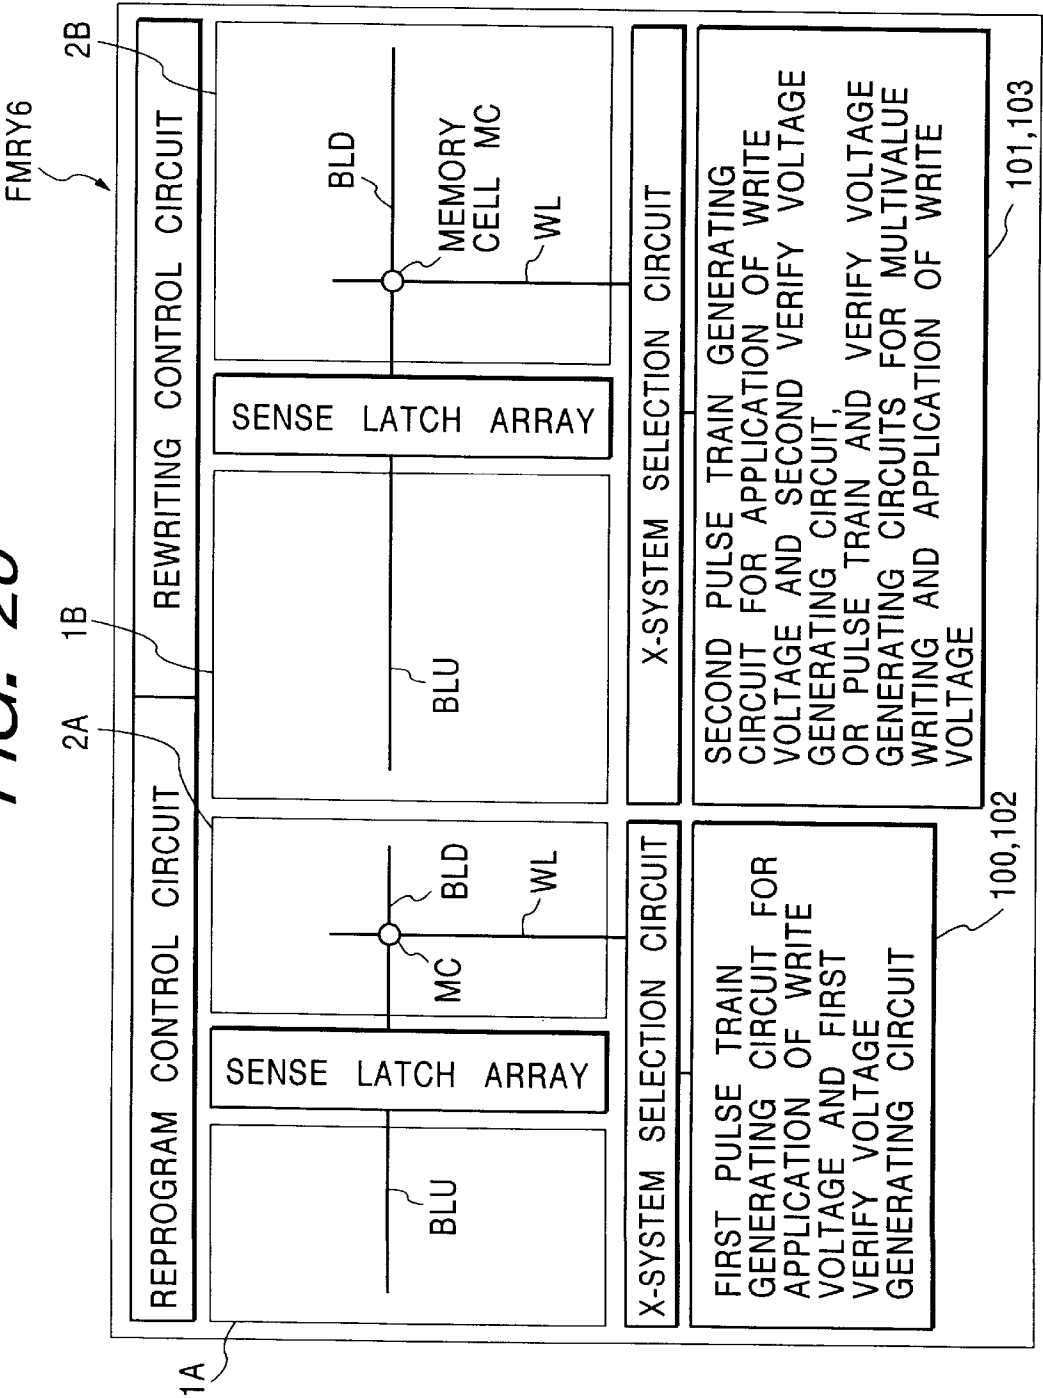 FMRY6
REPROGRAM CONTROL CIRCUIT
REWRITING CONTROL CIRCUIT
1A
2A
1B
2B
BLU
SENSE LATCH ARRAY
MC
BLD
WL
BLU
SENSE LATCH ARRAY
BLD
MEMORY
CELL MC
WL
X-SYSTEM SELECTION CIRCUIT
X-SYSTEM SELECTION CIRCUIT
FIRST PULSE TRAIN
GENERATING CIRCUIT FOR
APPLICATION OF WRITE
VOLTAGE AND FIRST
VERIFY VOLTAGE
GENERATING CIRCUIT
100,102
SECOND PULSE TRAIN GENERATING
CIRCUIT FOR APPLICATION OF WRITE
VOLTAGE AND SECOND VERIFY VOLTAGE
GENERATING CIRCUIT,
OR PULSE TRAIN AND VERIFY VOLTAGE
GENERATING CIRCUITS FOR MULTIVALUE
WRITING AND APPLICATION OF WRITE
VOLTAGE
101,103